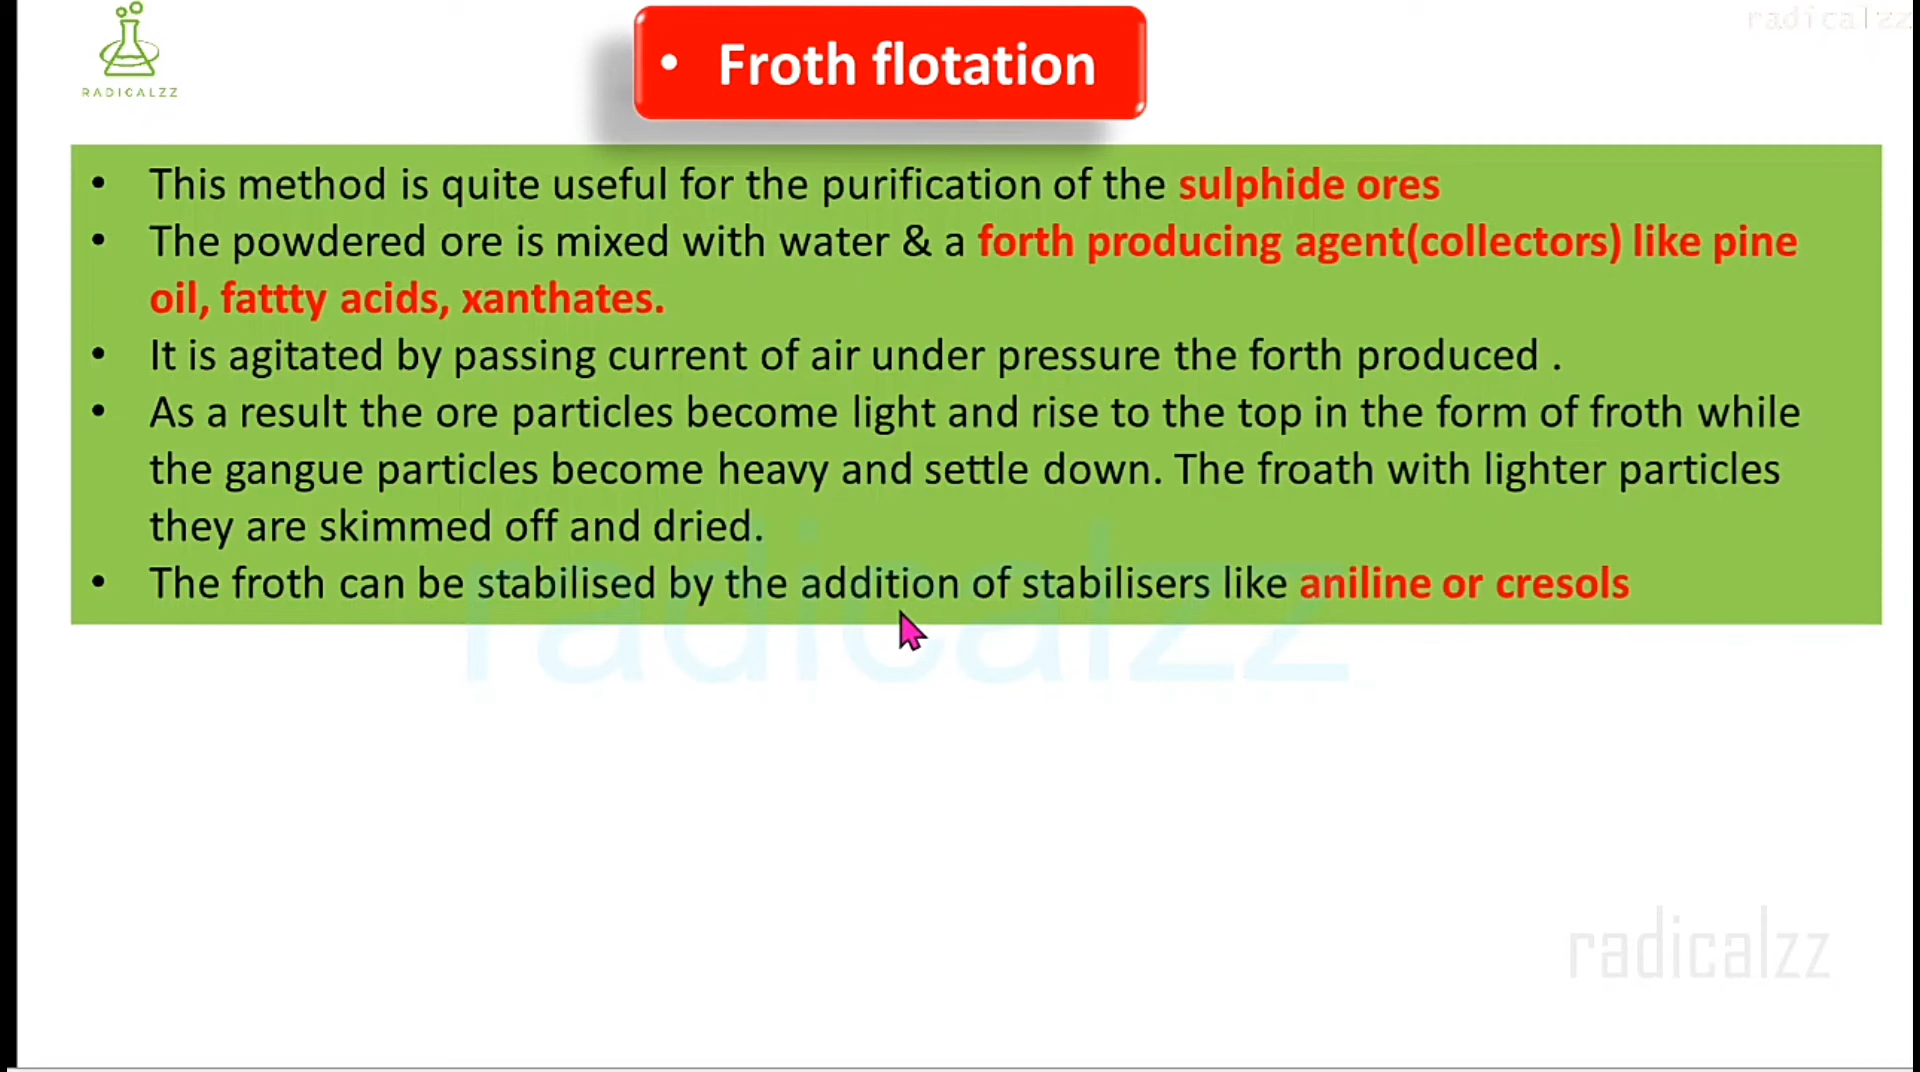 radicalzz
RADICALZZ
• Froth flotation
• This method is quite useful for the purification of the sulphide ores
• The powdered ore is mixed with water & a forth producing agent(collectors) like pine
oil, fattty acids, xanthates.
• It is agitated by passing current of air under pressure the forth produced .
• As a result the ore particles become light and rise to the top in the form of froth while
the gangue particles become heavy and settle down. The froath with lighter particles
they are skimmed off and dried.
• The froth can be stabilised by the addition of stabilisers like aniline or cresols
radicalzz
radicalzz